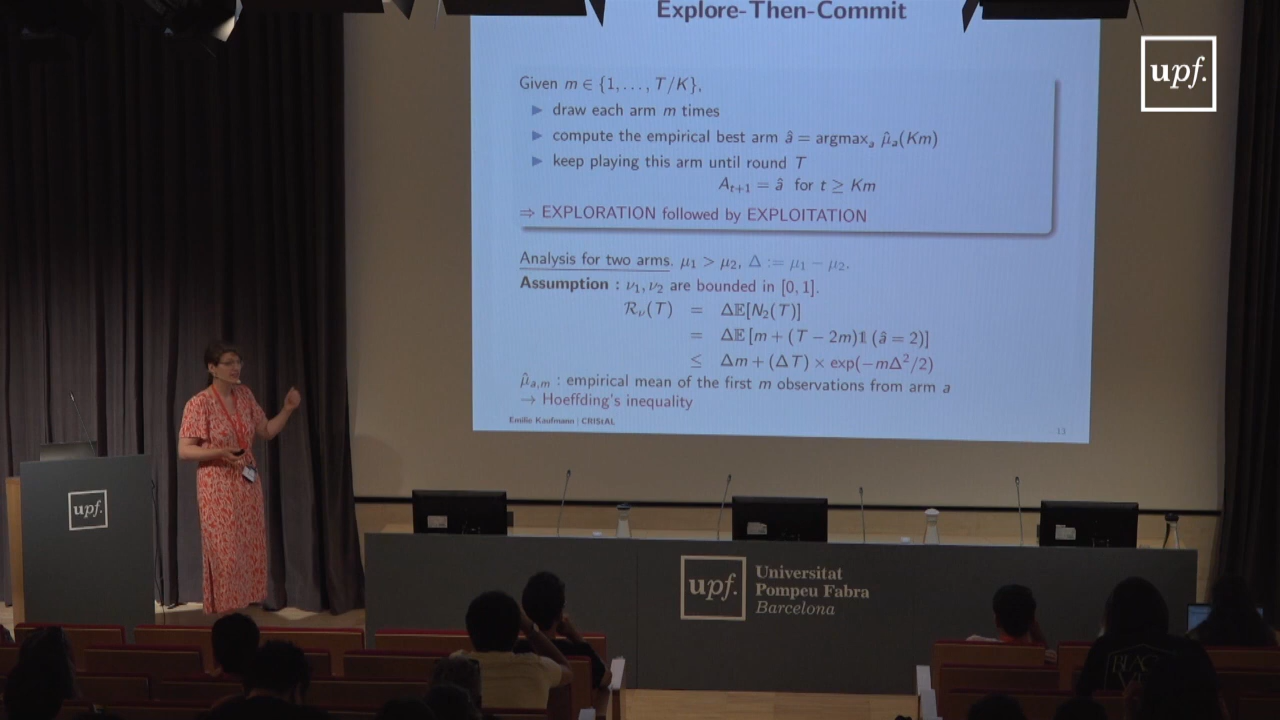 Explore-Then-Commit
upf.
Given m ∈ {1, . . . , T/K},
▶ draw each arm m times
▶ compute the empirical best arm â = argmaxₐ μ̂ₐ(Km)
▶ keep playing this arm until round T
Aₜ₊₁ = â for t ≥ Km
⇒ EXPLORATION followed by EXPLOITATION
Analysis for two arms. μ₁ > μ₂, Δ := μ₁ − μ₂.
Assumption : ν₁, ν₂ are bounded in [0, 1].
R_ν(T) = Δ𝔼[N₂(T)]
= Δ𝔼 [m + (T − 2m)𝟙 (â = 2)]
≤ Δm + (ΔT) × exp(−mΔ²/2)
μ̂ₐ,ₘ : empirical mean of the first m observations from arm a
→ Hoeffding's inequality
Emilie Kaufmann | CRIStAL
13
upf.
upf.
Universitat
Pompeu Fabra
Barcelona